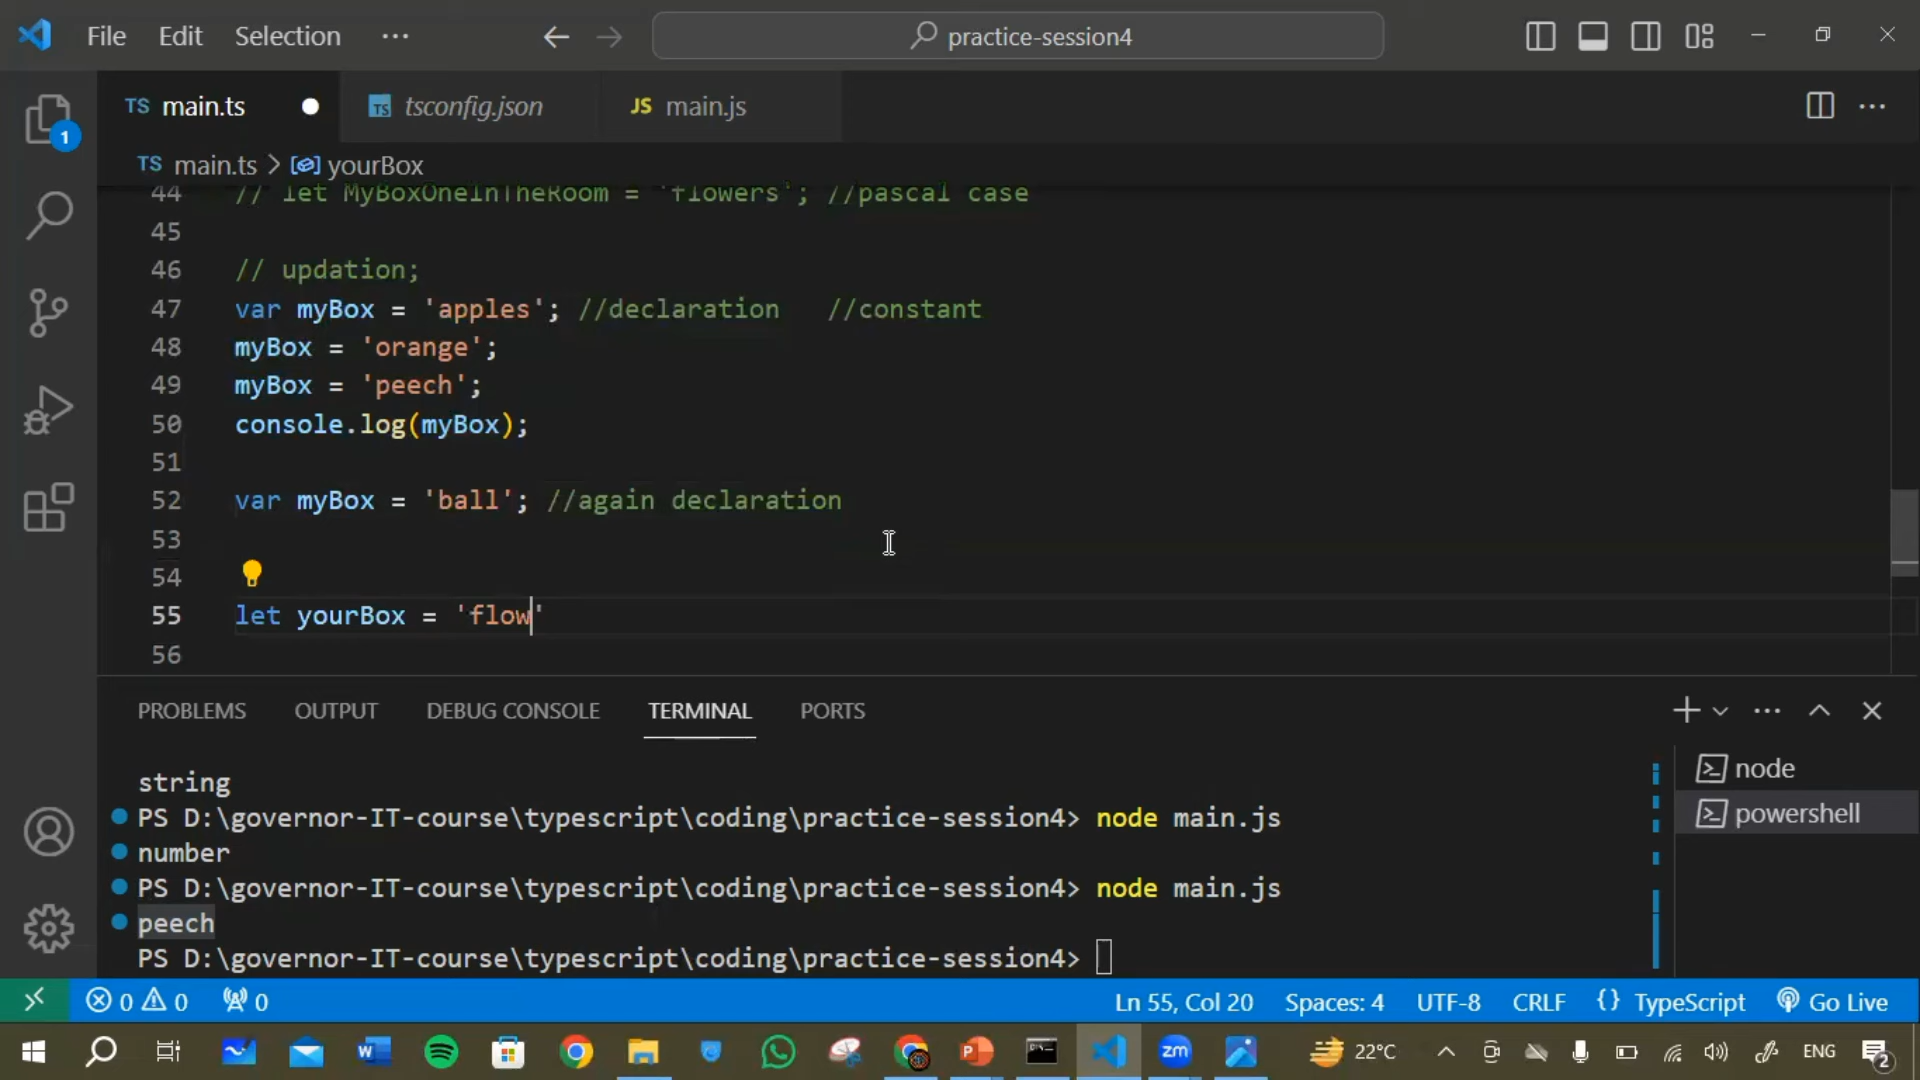 File Edit Selection ··· practice-session4
TS main.ts tsconfig.json JS main.js
TS main.ts > yourBox
44 // let MyBoxOneInTheRoom = 'flowers'; //pascal case
45
46 // updation;
47 var myBox = 'apples'; //declaration //constant
48 myBox = 'orange';
49 myBox = 'peech';
50 console.log(myBox);
51
52 var myBox = 'ball'; //again declaration
53
54
55 let yourBox = 'flow'
56
PROBLEMS OUTPUT DEBUG CONSOLE TERMINAL PORTS
string
PS D:\governor-IT-course\typescript\coding\practice-session4> node main.js
number
PS D:\governor-IT-course\typescript\coding\practice-session4> node main.js
peech
PS D:\governor-IT-course\typescript\coding\practice-session4>
node
powershell
0 0 0 Ln 55, Col 20 Spaces: 4 UTF-8 CRLF {} TypeScript Go Live
zm 22°C ENG 2